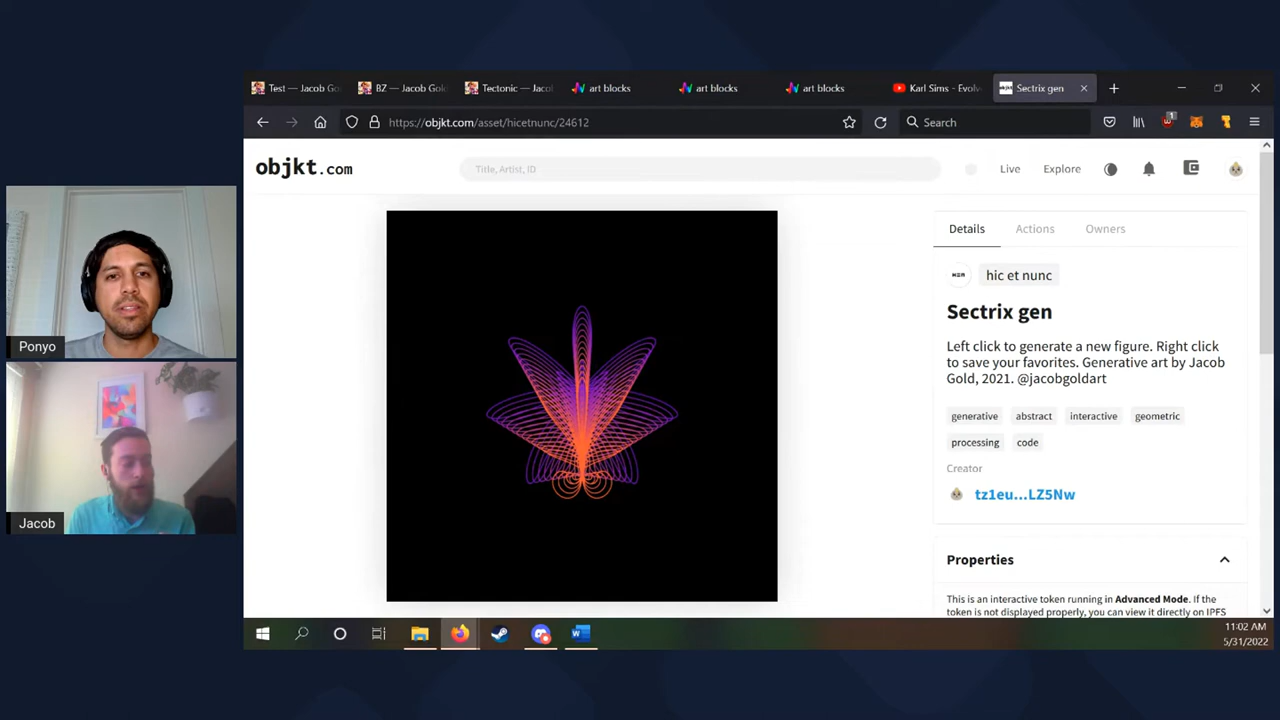 Test — Jacob Go
BZ — Jacob Gol
Tectonic — Jaco
art blocks
art blocks
art blocks
Karl Sims - Evolv
Sectrix gen
https://objkt.com/asset/hicetnunc/24612
Search
1
objkt.com
Title, Artist, ID
Live
Explore
Details
Actions
Owners
hic et nunc
Sectrix gen
Left click to generate a new figure. Right click
to save your favorites. Generative art by Jacob
Gold, 2021. @jacobgoldart
generative
abstract
interactive
geometric
processing
code
Creator
tz1eu...LZ5Nw
Properties
This is an interactive token running in Advanced Mode. If the
token is not displayed properly, you can view it directly on IPFS
Ponyo
Jacob
11:02 AM
5/31/2022